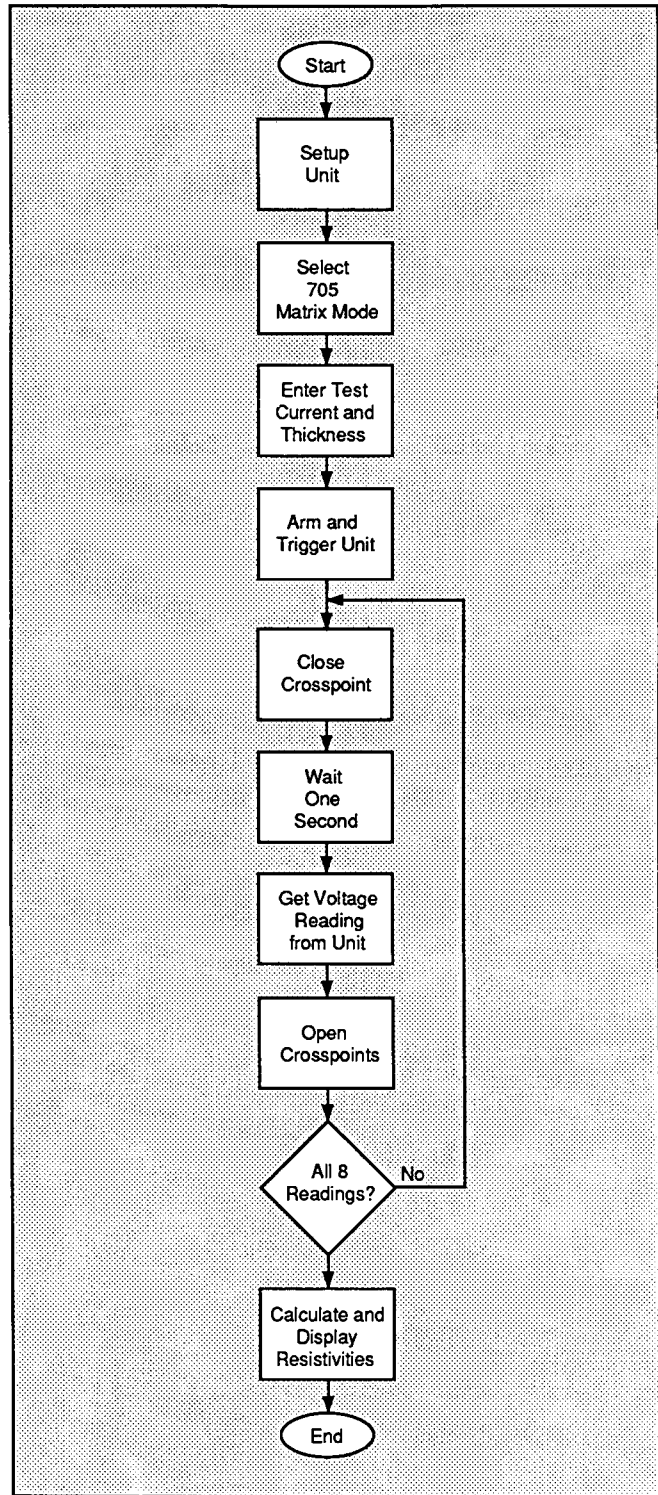 Start
Setup
Unit
Select
705
Matrix Mode
Enter Test
Current and
Thickness
Arm and
Trigger Unit
Close
Crosspoint
Wait
One
Second
Get Voltage
Reading
from Unit
Open
Crosspoints
All 8
Readings?
No
Calculate and
Display
Resistivities
End